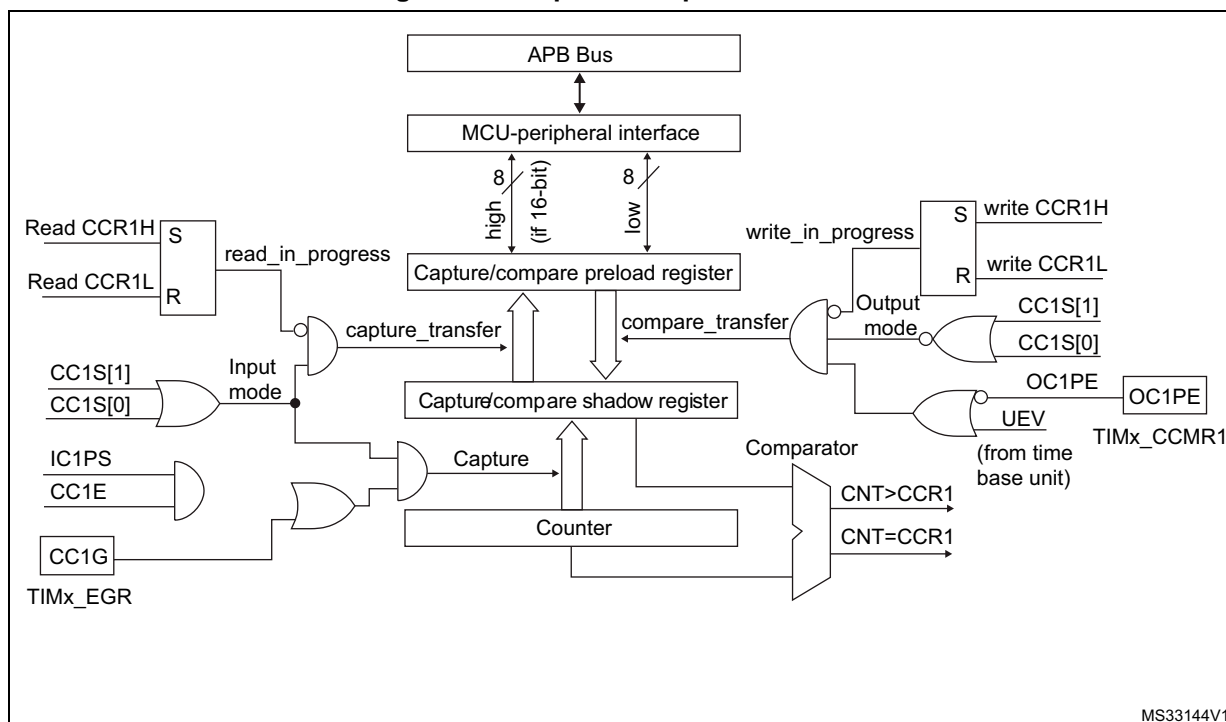 APB Bus
MCU-peripheral interface
8
high
(if 16-bit)
8
low
Read CCR1H
S
read_in_progress
Read CCR1L
R
write_in_progress
S
write CCR1H
R
write CCR1L
Capture/compare preload register
capture_transfer
compare_transfer
Output
mode
CC1S[1]
CC1S[0]
CC1S[1]
CC1S[0]
Input
mode
Capture/compare shadow register
OC1PE
OC1PE
UEV
TIMx_CCMR1
(from time
base unit)
IC1PS
CC1E
Capture
Comparator
CNT>CCR1
Counter
CNT=CCR1
CC1G
TIMx_EGR
MS33144V1